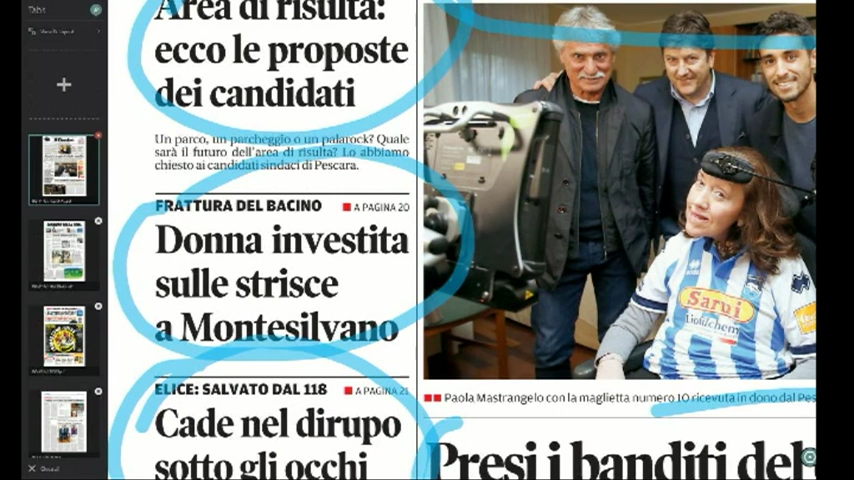 Tabs
Area di risulta:
ecco le proposte
dei candidati
Un parco, un parcheggio o un palarock? Quale
sarà il futuro dell'area di risulta? Lo abbiamo
chiesto ai candidati sindaci di Pescara.
FRATTURA DEL BACINO A PAGINA 20
Donna investita
sulle strisce
a Montesilvano
ELICE: SALVATO DAL 118 A PAGINA 21
Cade nel dirupo
sotto gli occhi
Sarni
Liofilchem
Paola Mastrangelo con la maglietta numero 10 ricevuta in dono dal Pes
Presi i banditi del